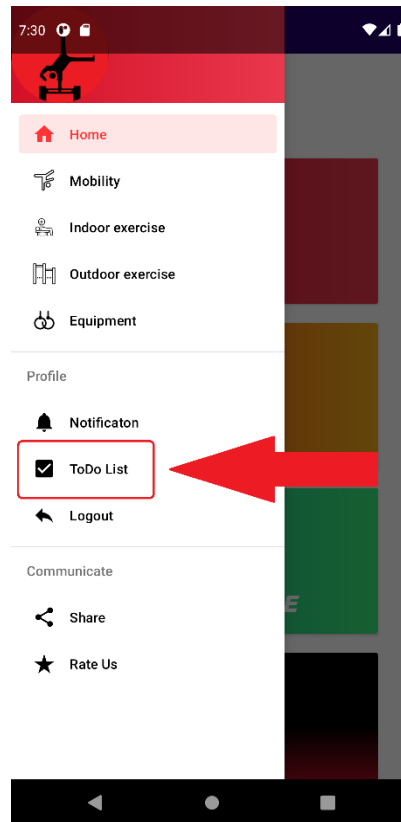 7:30
Home
Mobility
Indoor exercise
Outdoor exercise
Equipment
Profile
Notificaton
ToDo List
Logout
Communicate
Share
Rate Us